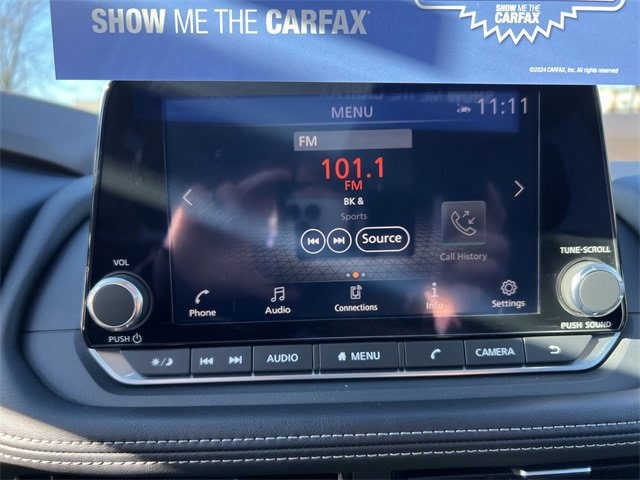 SHOW ME THE CARFAX
SHOW ME THE
CARFAX
©2024 CARFAX, Inc. All rights reserved
MENU
11:11
FM
101.1
FM
BK &
Sports
Source
Call History
VOL
TUNE•SCROLL
Phone
Audio
Connections
Info
Settings
PUSH
PUSH SOUND
AUDIO
MENU
CAMERA